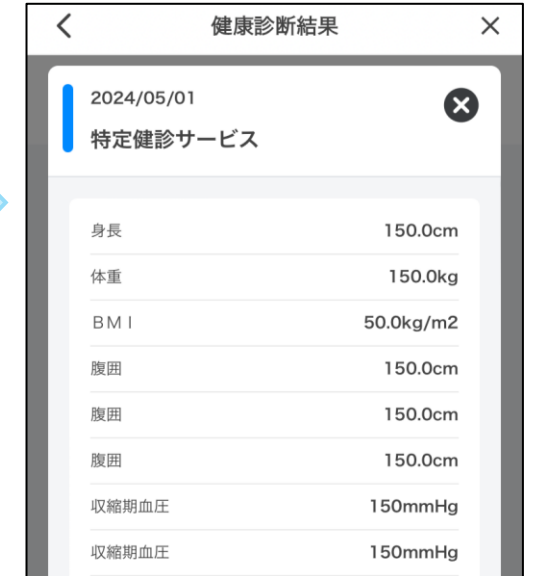 健康診断結果
2024/05/01
特定健診サービス
身長 150.0cm
体重 150.0kg
ＢＭＩ 50.0kg/m2
腹囲 150.0cm
腹囲 150.0cm
腹囲 150.0cm
収縮期血圧 150mmHg
収縮期血圧 150mmHg